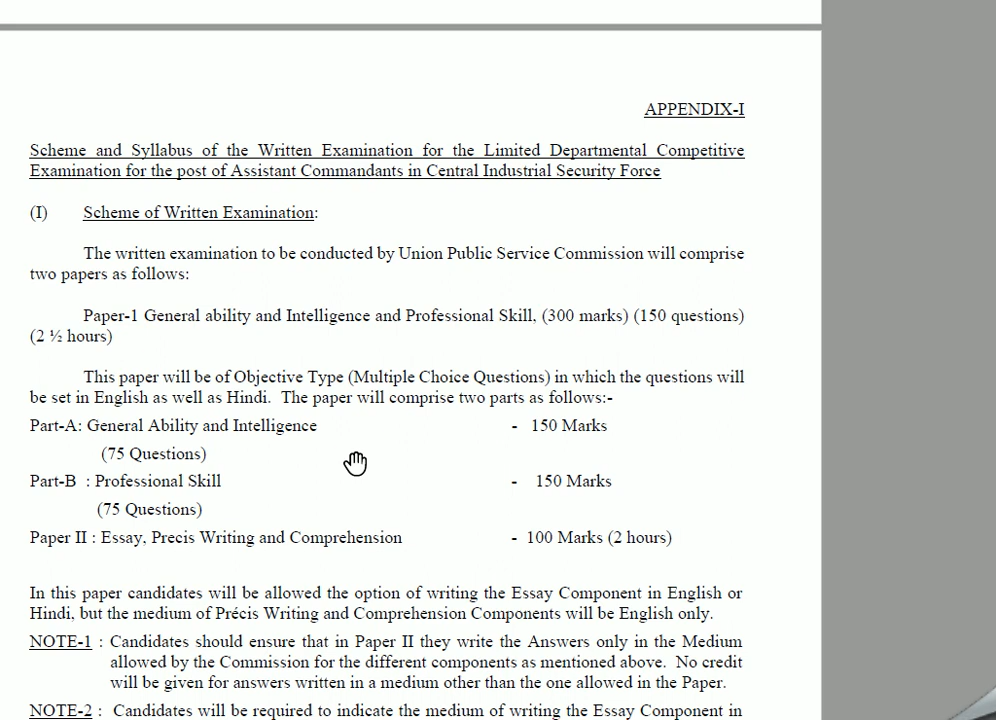 APPENDIX-I
Scheme and Syllabus of the Written Examination for the Limited Departmental Competitive
Examination for the post of Assistant Commandants in Central Industrial Security Force
(I) Scheme of Written Examination:
The written examination to be conducted by Union Public Service Commission will comprise
two papers as follows:
Paper-1 General ability and Intelligence and Professional Skill, (300 marks) (150 questions)
(2 ½ hours)
This paper will be of Objective Type (Multiple Choice Questions) in which the questions will
be set in English as well as Hindi. The paper will comprise two parts as follows:-
Part-A: General Ability and Intelligence - 150 Marks
(75 Questions)
Part-B : Professional Skill - 150 Marks
(75 Questions)
Paper II : Essay, Precis Writing and Comprehension - 100 Marks (2 hours)
In this paper candidates will be allowed the option of writing the Essay Component in English or
Hindi, but the medium of Précis Writing and Comprehension Components will be English only.
NOTE-1 : Candidates should ensure that in Paper II they write the Answers only in the Medium
allowed by the Commission for the different components as mentioned above. No credit
will be given for answers written in a medium other than the one allowed in the Paper.
NOTE-2 : Candidates will be required to indicate the medium of writing the Essay Component in